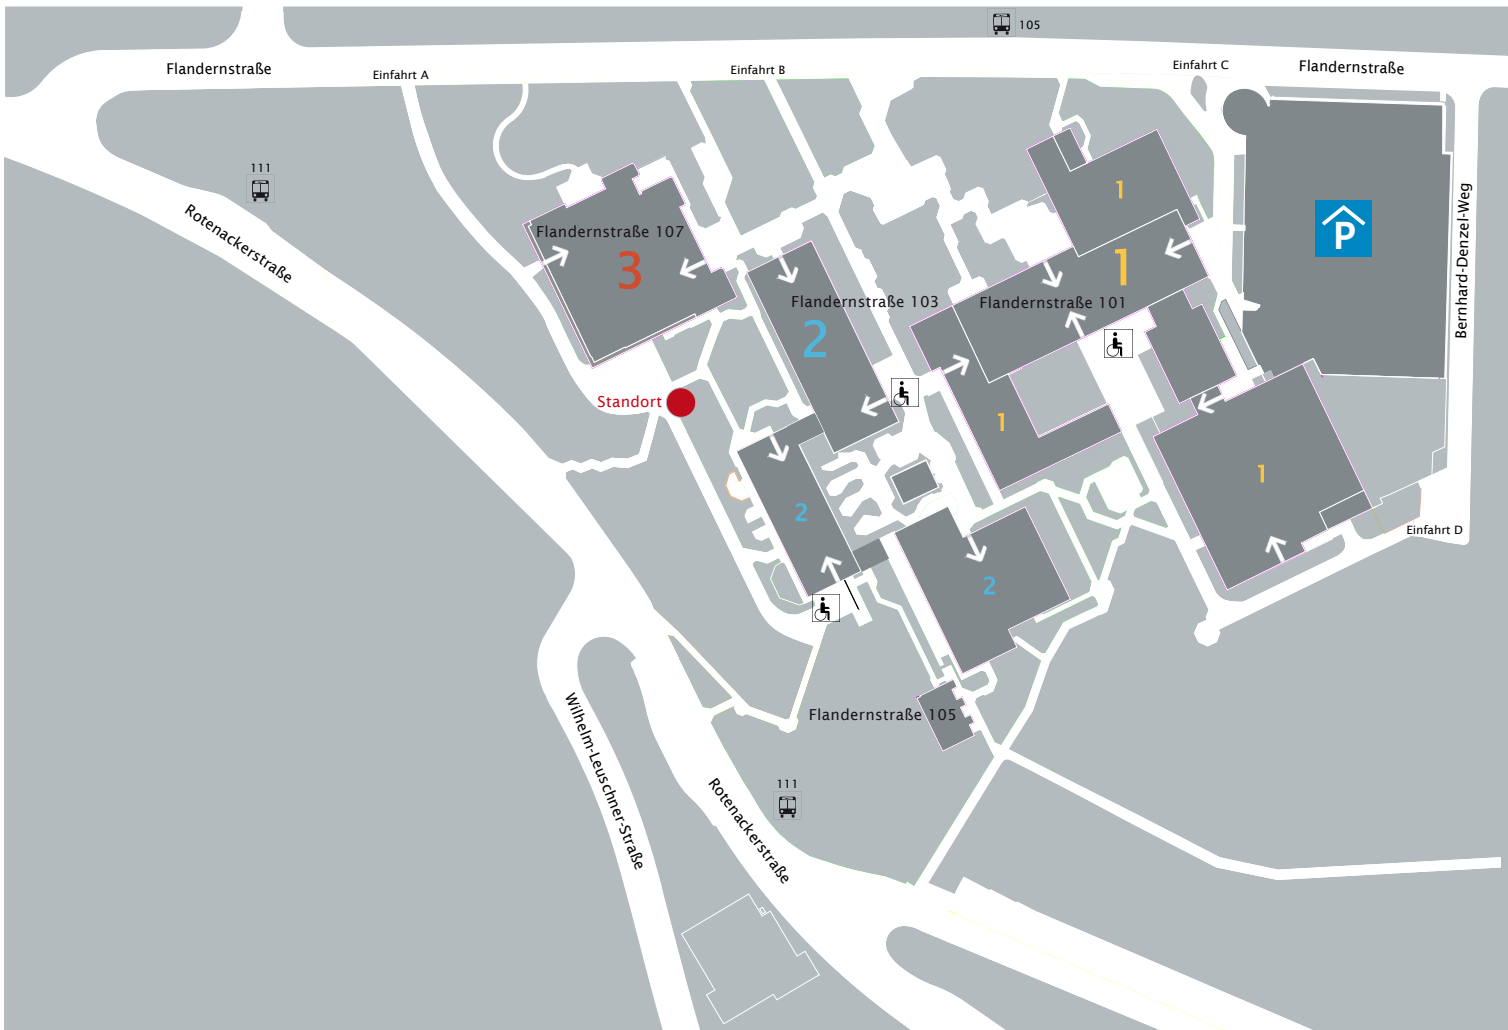 105
Flandernstraße
Einfahrt A
Einfahrt B
Einfahrt C
Flandernstraße
111
Rotenackerstraße
1
P
Bernhard-Denzel-Weg
Flandernstraße 107
3
1
Flandernstraße 103
Flandernstraße 101
2
Standort
1
1
2
Einfahrt D
2
Flandernstraße 105
Wilhelm-Leuschner-Straße
111
Rotenackerstraße